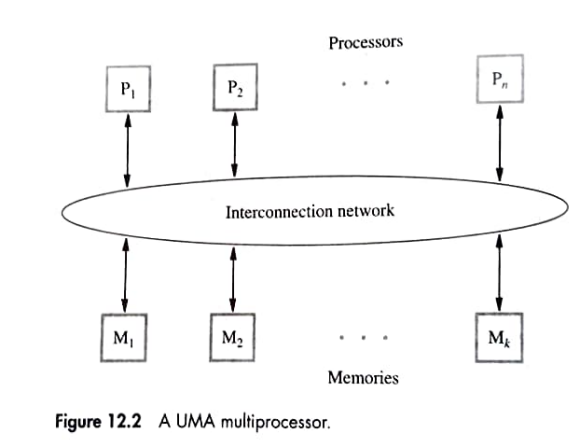 Processors
P₁ P₂ . . . Pₙ
Interconnection network
M₁ M₂ . . . Mₖ
Memories
Figure 12.2 A UMA multiprocessor.